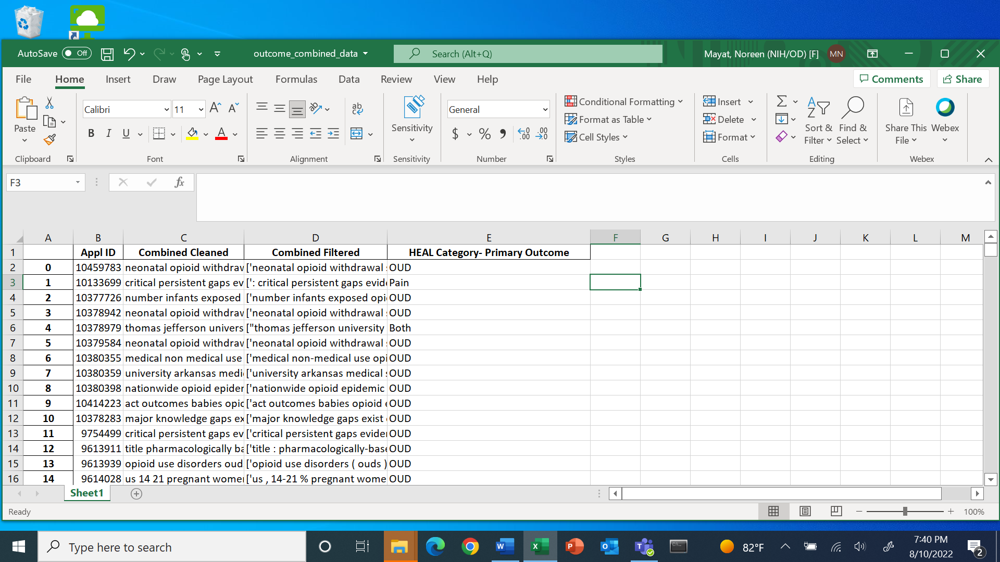 AutoSave Off outcome_combined_data Search (Alt+Q) Mayat, Noreen (NIH/OD) [F] MN
File Home Insert Draw Page Layout Formulas Data Review View Help Comments Share
Paste
Calibri 11
B I U
Sensitivity
General
$ % 9 .00 .00
Conditional Formatting
Format as Table
Cell Styles
Insert
Delete
Format
Sort & Filter
Find & Select
Share This File
Webex
Clipboard Font Alignment Sensitivity Number Styles Cells Editing Webex
F3 fx
A B C D E F G H I J K L M
1 Appl ID Combined Cleaned Combined Filtered HEAL Category- Primary Outcome
2 0 10459783 neonatal opioid withdraw ['neonatal opioid withdrawal OUD
3 1 10133699 critical persistent gaps ev [': critical persistent gaps evid Pain
4 2 10377726 number infants exposed ['number infants exposed opi OUD
5 3 10378942 neonatal opioid withdraw ['neonatal opioid withdrawal OUD
6 4 10378979 thomas jefferson univers ["thomas jefferson university Both
7 5 10379584 neonatal opioid withdraw ['neonatal opioid withdrawal OUD
8 6 10380355 medical non medical use ['medical non-medical use opi OUD
9 7 10380359 university arkansas medi ['university arkansas medical OUD
10 8 10380398 nationwide opioid epider ['nationwide opioid epidemic OUD
11 9 10414223 act outcomes babies opic ['act outcomes babies opioid OUD
12 10 10378283 major knowledge gaps ex ['major knowledge gaps exist OUD
13 11 9754499 critical persistent gaps ev ['critical persistent gaps evide OUD
14 12 9613911 title pharmacologically ba ['title : pharmacologically-base OUD
15 13 9613939 opioid use disorders oud ['opioid use disorders ( ouds ) OUD
16 14 9614028 us 14 21 pregnant wome ['us , 14-21 % pregnant wome OUD
Sheet1
Ready 100%
Type here to search 82°F 7:40 PM
8/10/2022 2